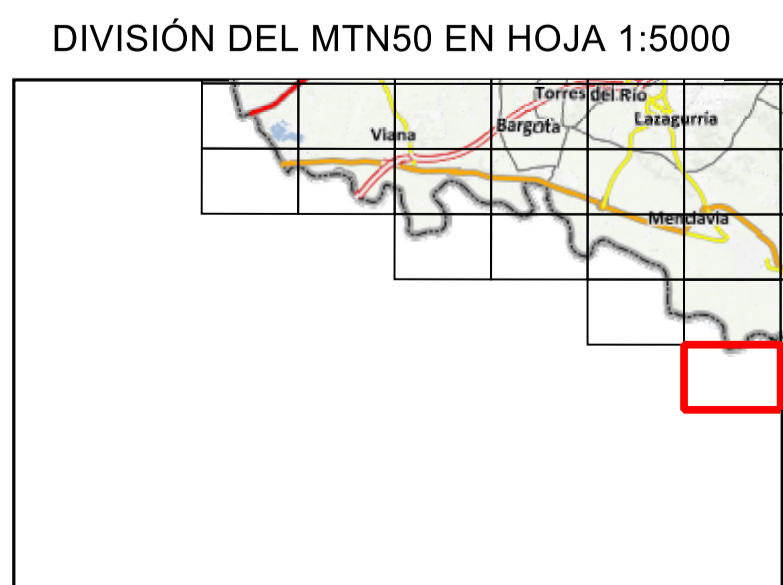 DIVISIÓN DEL MTN50 EN HOJA 1:5000
Torres del Río
Lazagurría
Bargota
Viana
Mendavia